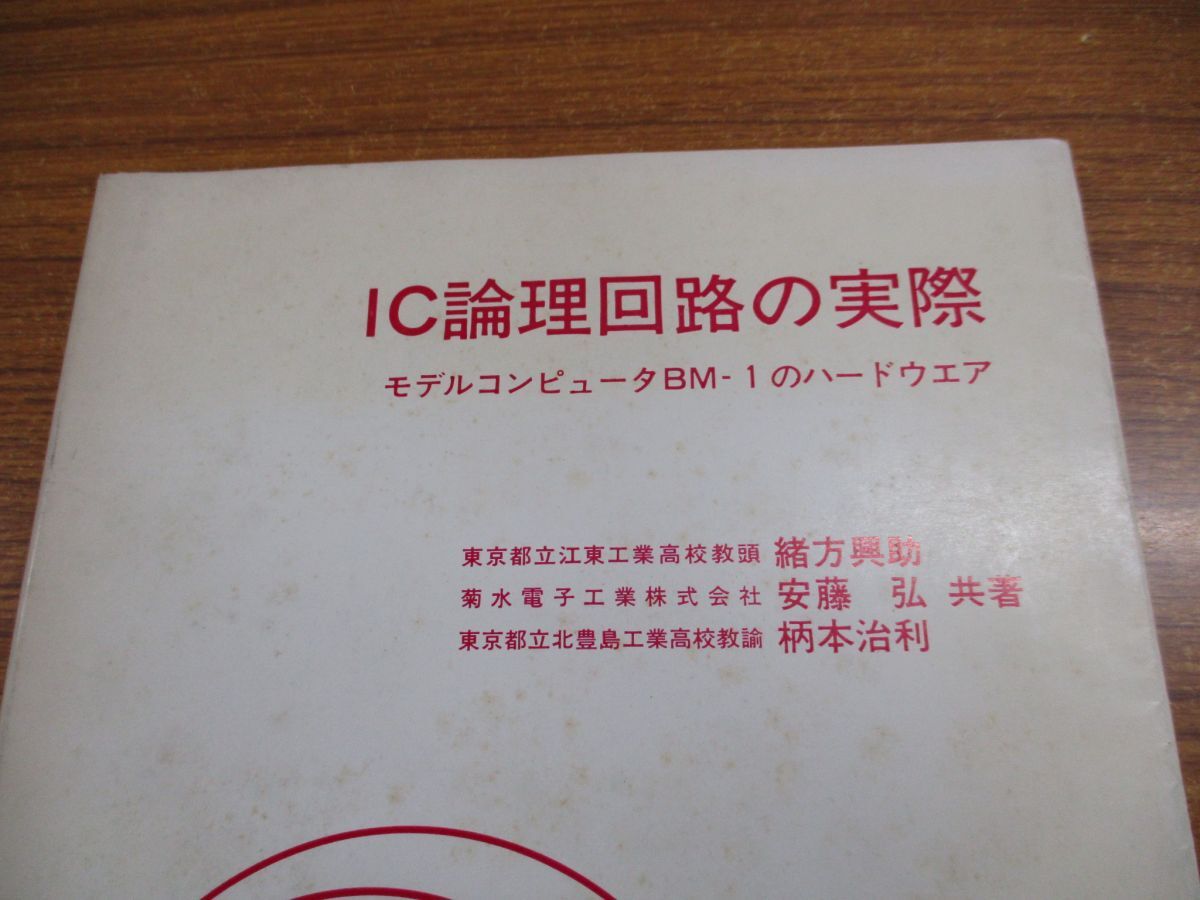 IC論理回路の実際
モデルコンピュータBM-1のハードウエア
東京都立江東工業高校教頭 緒方興助
菊水電子工業株式会社 安藤 弘 共著
東京都立北豊島工業高校教諭 柄本治利